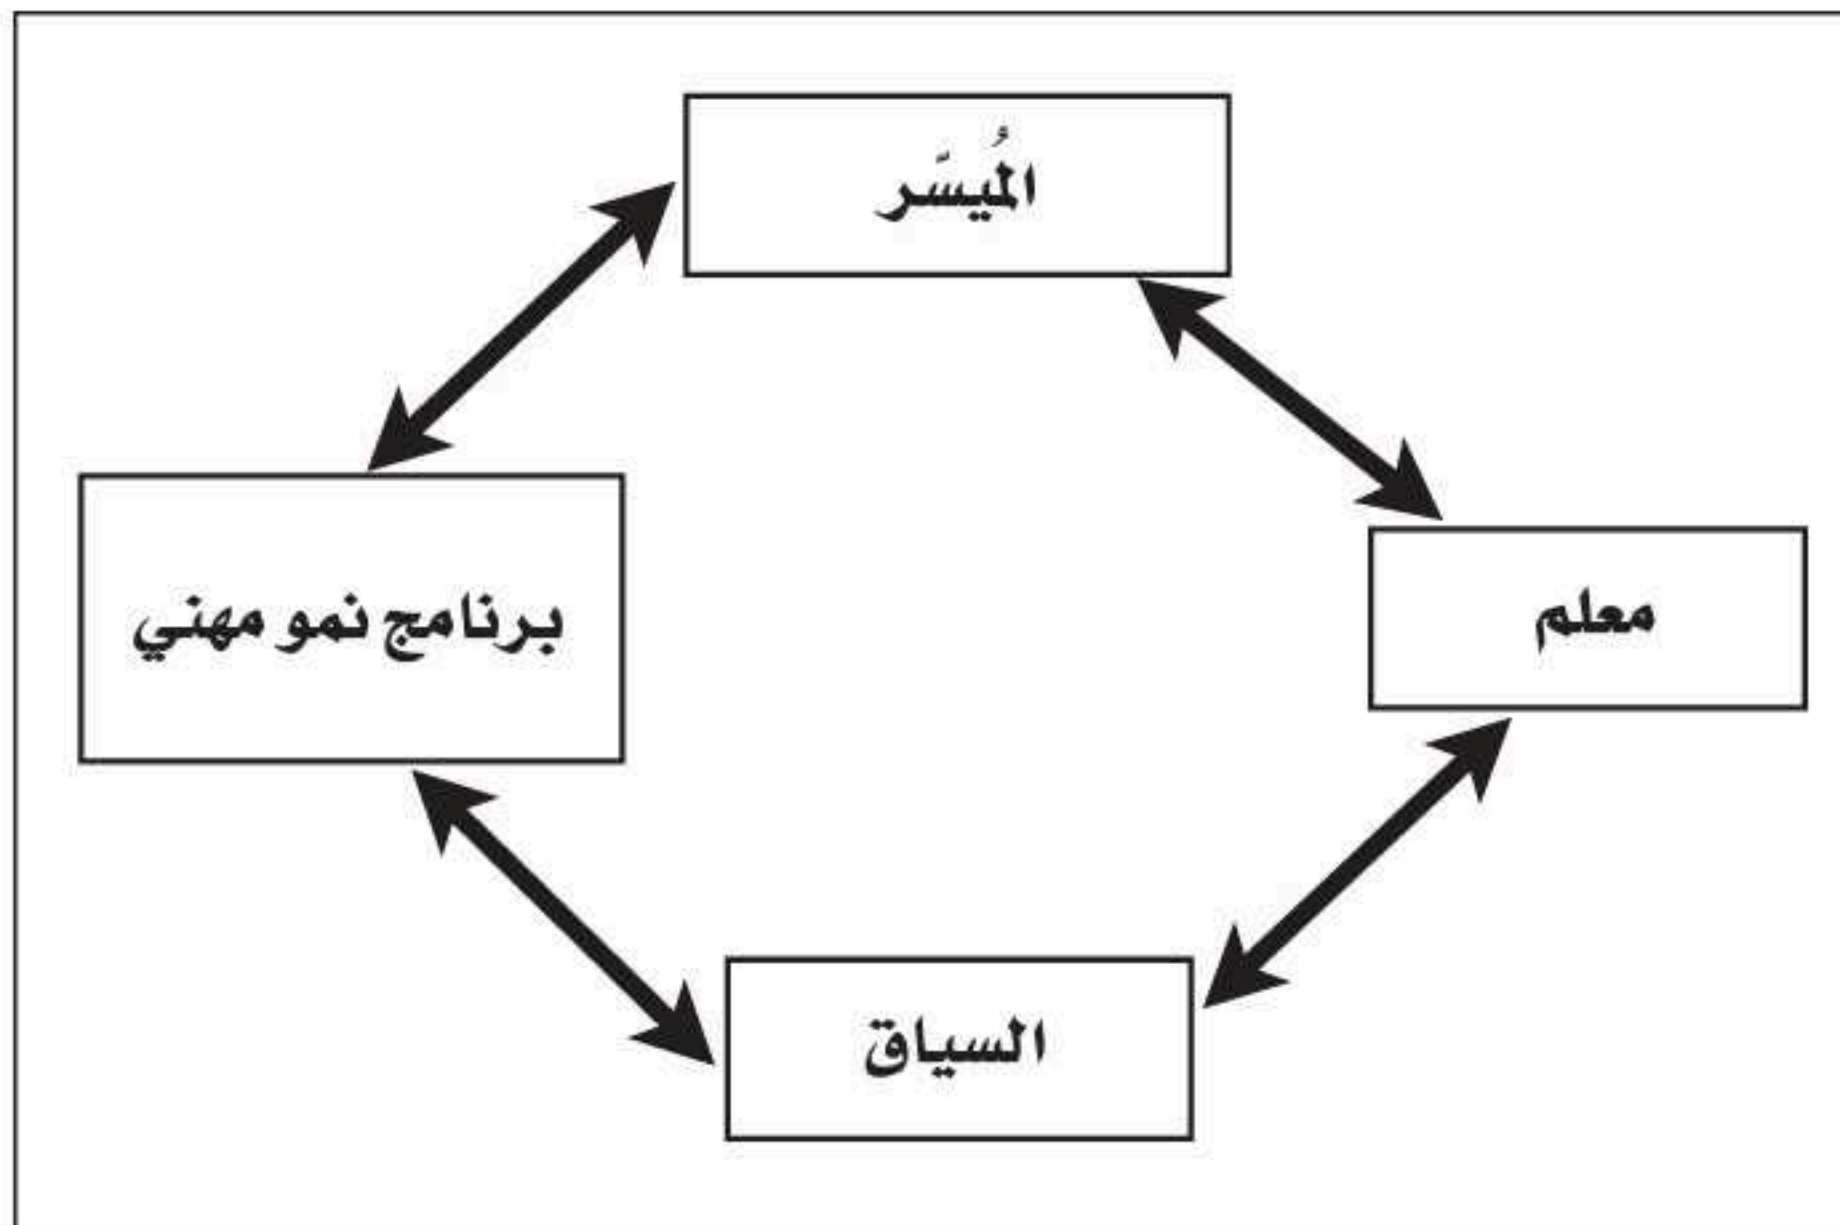 المُيسَر
معلم
برنامج نمو مهني
السياق